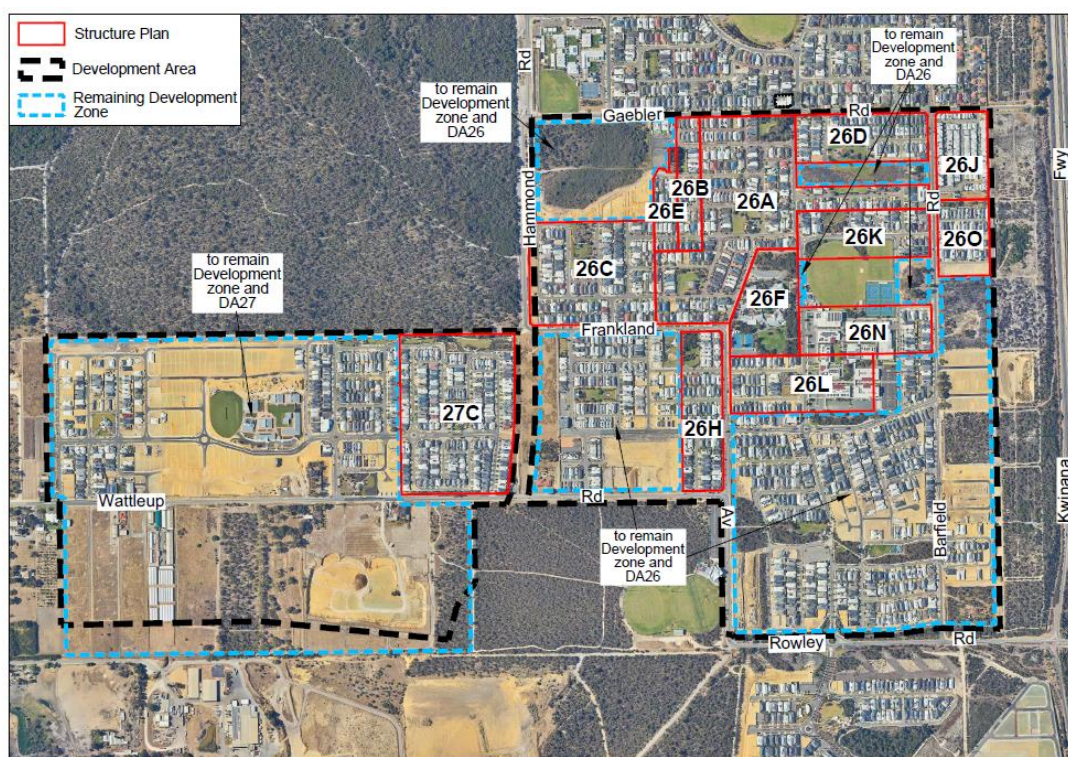 Structure Plan
Development Area
Remaining Development
Zone
to remain
Development
zone and
DA26
Rd
to remain
Development
zone and DA26
Gaebler
Rd
26D
26J
Fwy
26B
26A
Rd
26E
26K
26O
Hammond
26C
to remain
Development
zone and
DA27
26F
Frankland
26N
26L
27C
26H
Wattleup
Rd
Av
to remain
Development
zone and
DA26
Barfield
Kwinana
Rowley
Rd